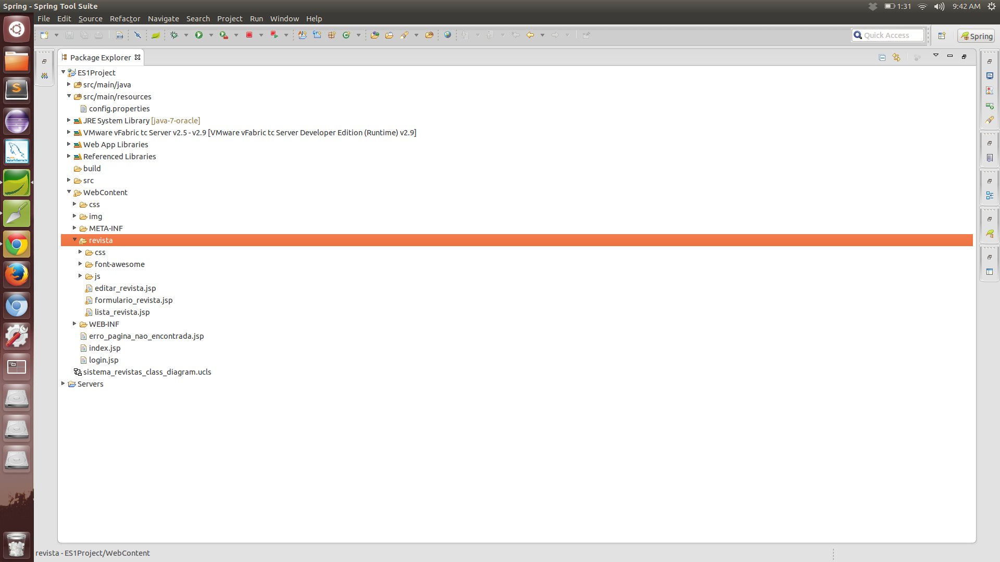 Spring - Spring Tool Suite
1:31
9:42 AM
File Edit Source Refactor Navigate Search Project Run Window Help
Quick Access
Spring
Package Explorer
ES1Project
src/main/java
src/main/resources
config.properties
JRE System Library [java-7-oracle]
VMware vFabric tc Server v2.5 - v2.9 [VMware vFabric tc Server Developer Edition (Runtime) v2.9]
Web App Libraries
Referenced Libraries
build
src
WebContent
css
img
META-INF
revista
css
font-awesome
js
editar_revista.jsp
formulario_revista.jsp
lista_revista.jsp
WEB-INF
erro_pagina_nao_encontrada.jsp
index.jsp
login.jsp
sistema_revistas_class_diagram.ucls
Servers
revista - ES1Project/WebContent